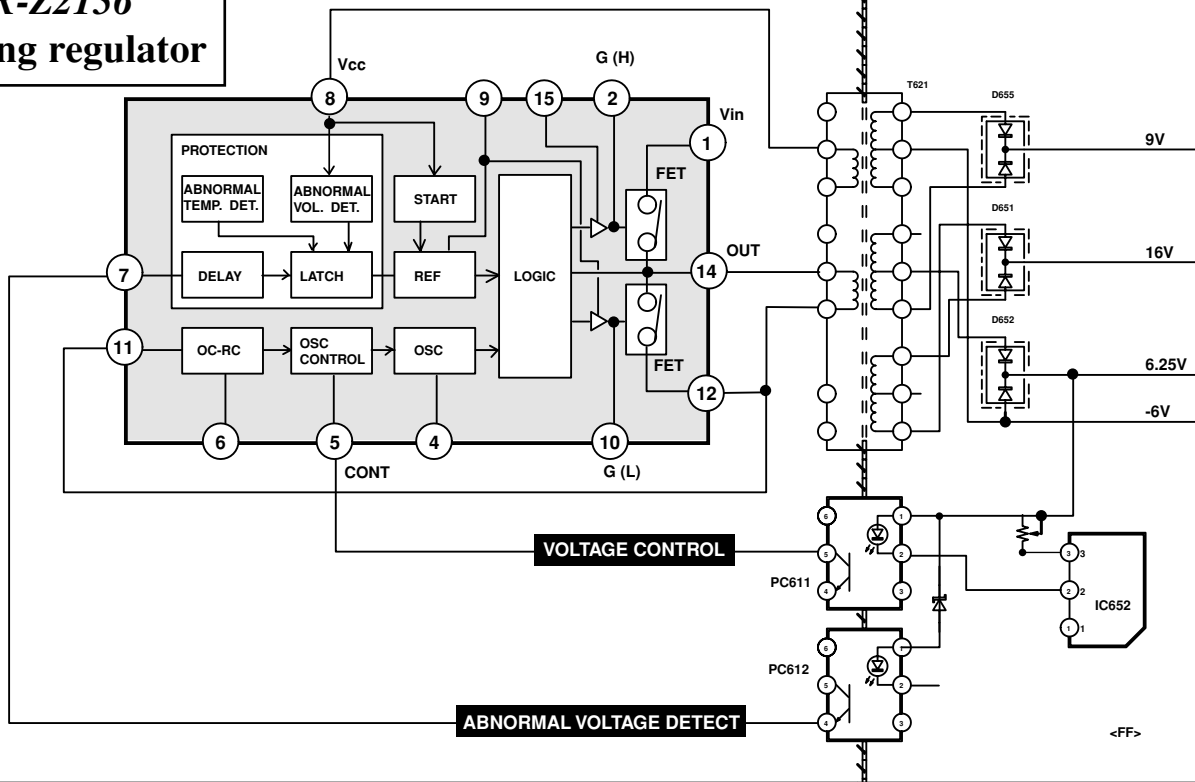 ng regulator
Vcc
G (H)
Vin
8
9
15
2
1
T621
D655
9V
PROTECTION
FET
ABNORMAL
TEMP. DET.
ABNORMAL
VOL. DET.
START
D651
OUT
16V
7
DELAY
LATCH
REF
LOGIC
14
D652
11
OC-RC
OSC
CONTROL
OSC
FET
6.25V
12
-6V
6
5
4
10
CONT
G (L)
6
1
VOLTAGE CONTROL
5
2
3
3
PC611
4
3
2
2
IC652
1
1
6
1
PC612
5
2
ABNORMAL VOLTAGE DETECT
4
3
<FF>